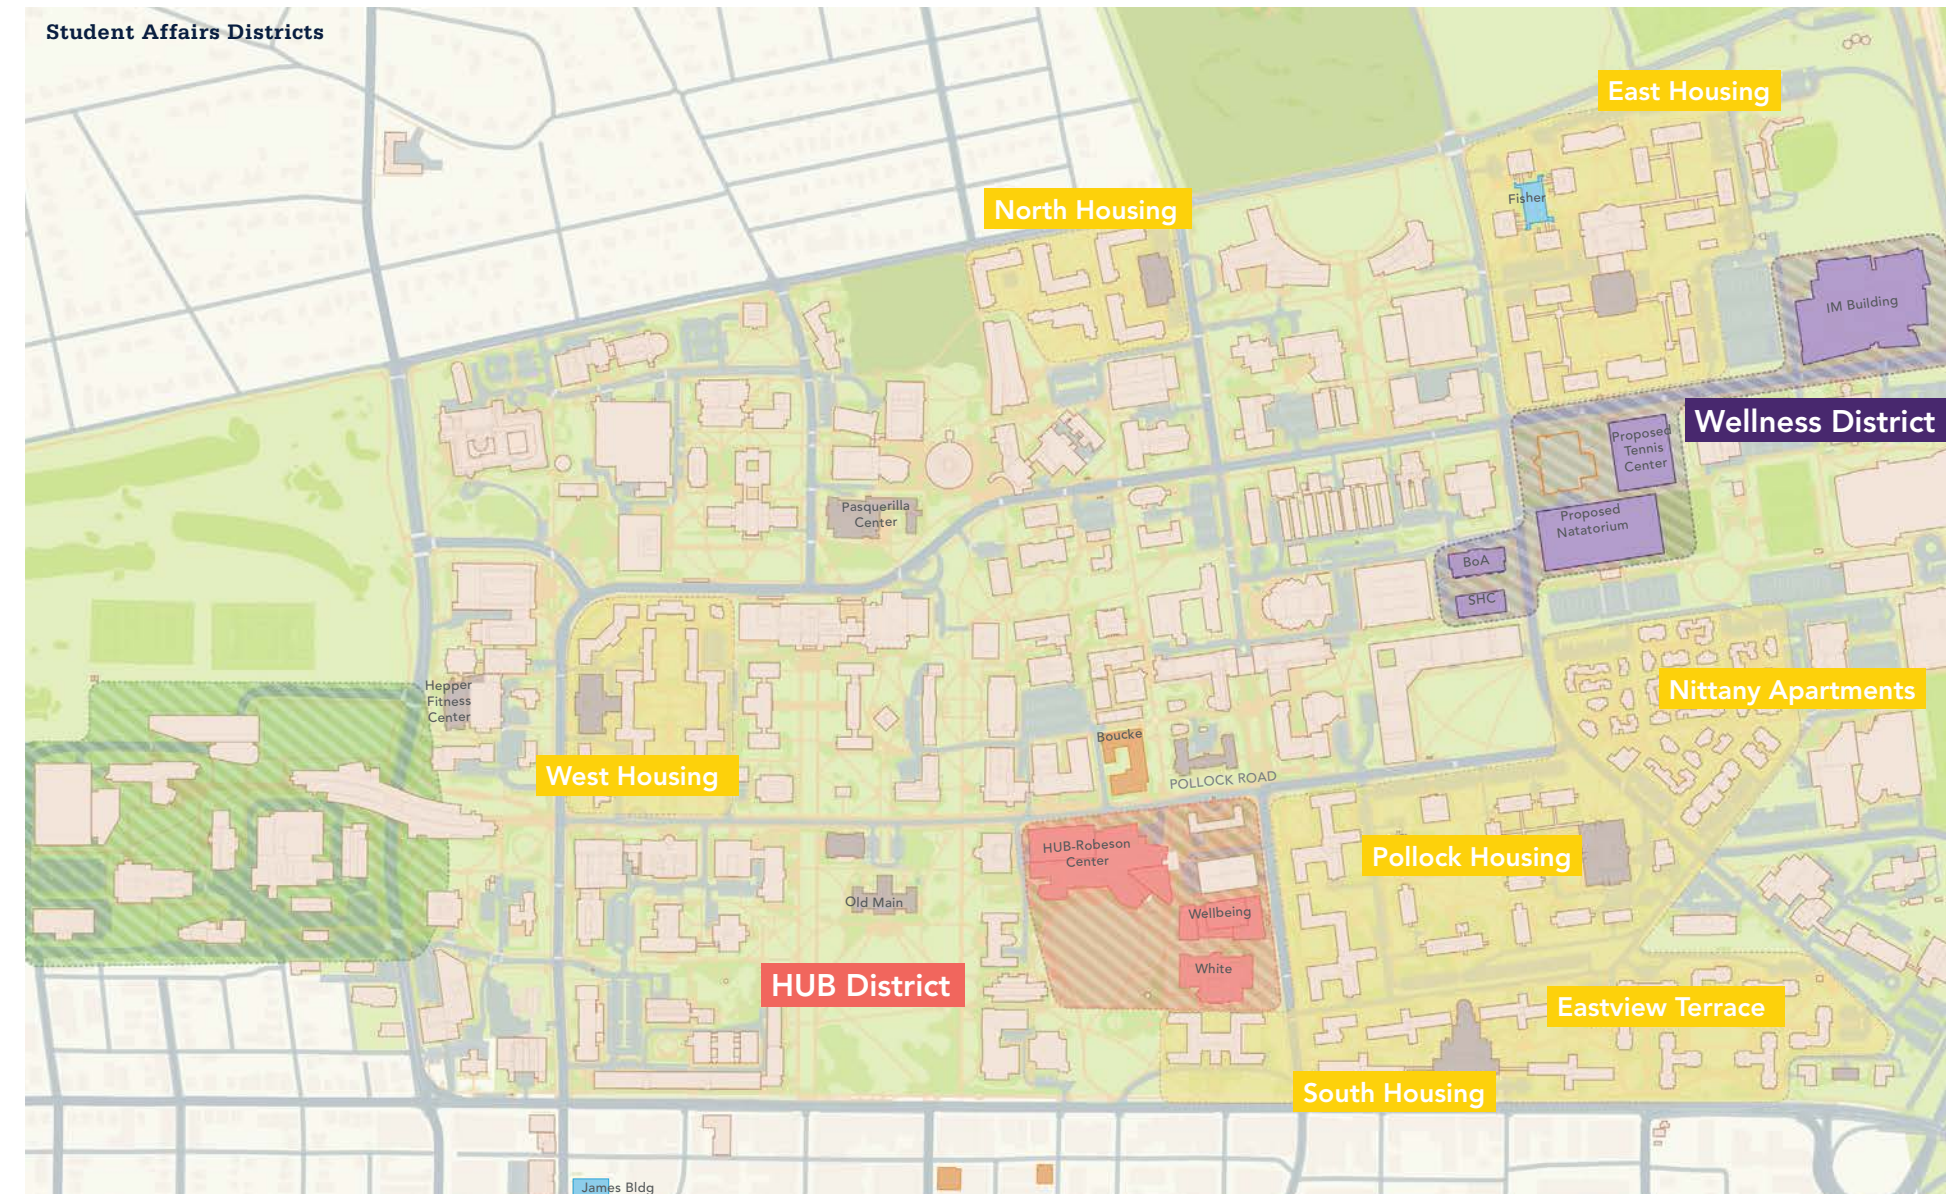 Student Affairs Districts
East Housing
Fisher
North Housing
IM Building
Wellness District
Proposed
Tennis
Center
Pasquerilla
Center
Proposed
Natatorium
BoA
SHC
Hepper
Fitness
Center
Nittany Apartments
Boucke
West Housing
POLLOCK ROAD
HUB-Robeson
Center
Pollock Housing
Old Main
Wellbeing
White
HUB District
Eastview Terrace
South Housing
James Bldg